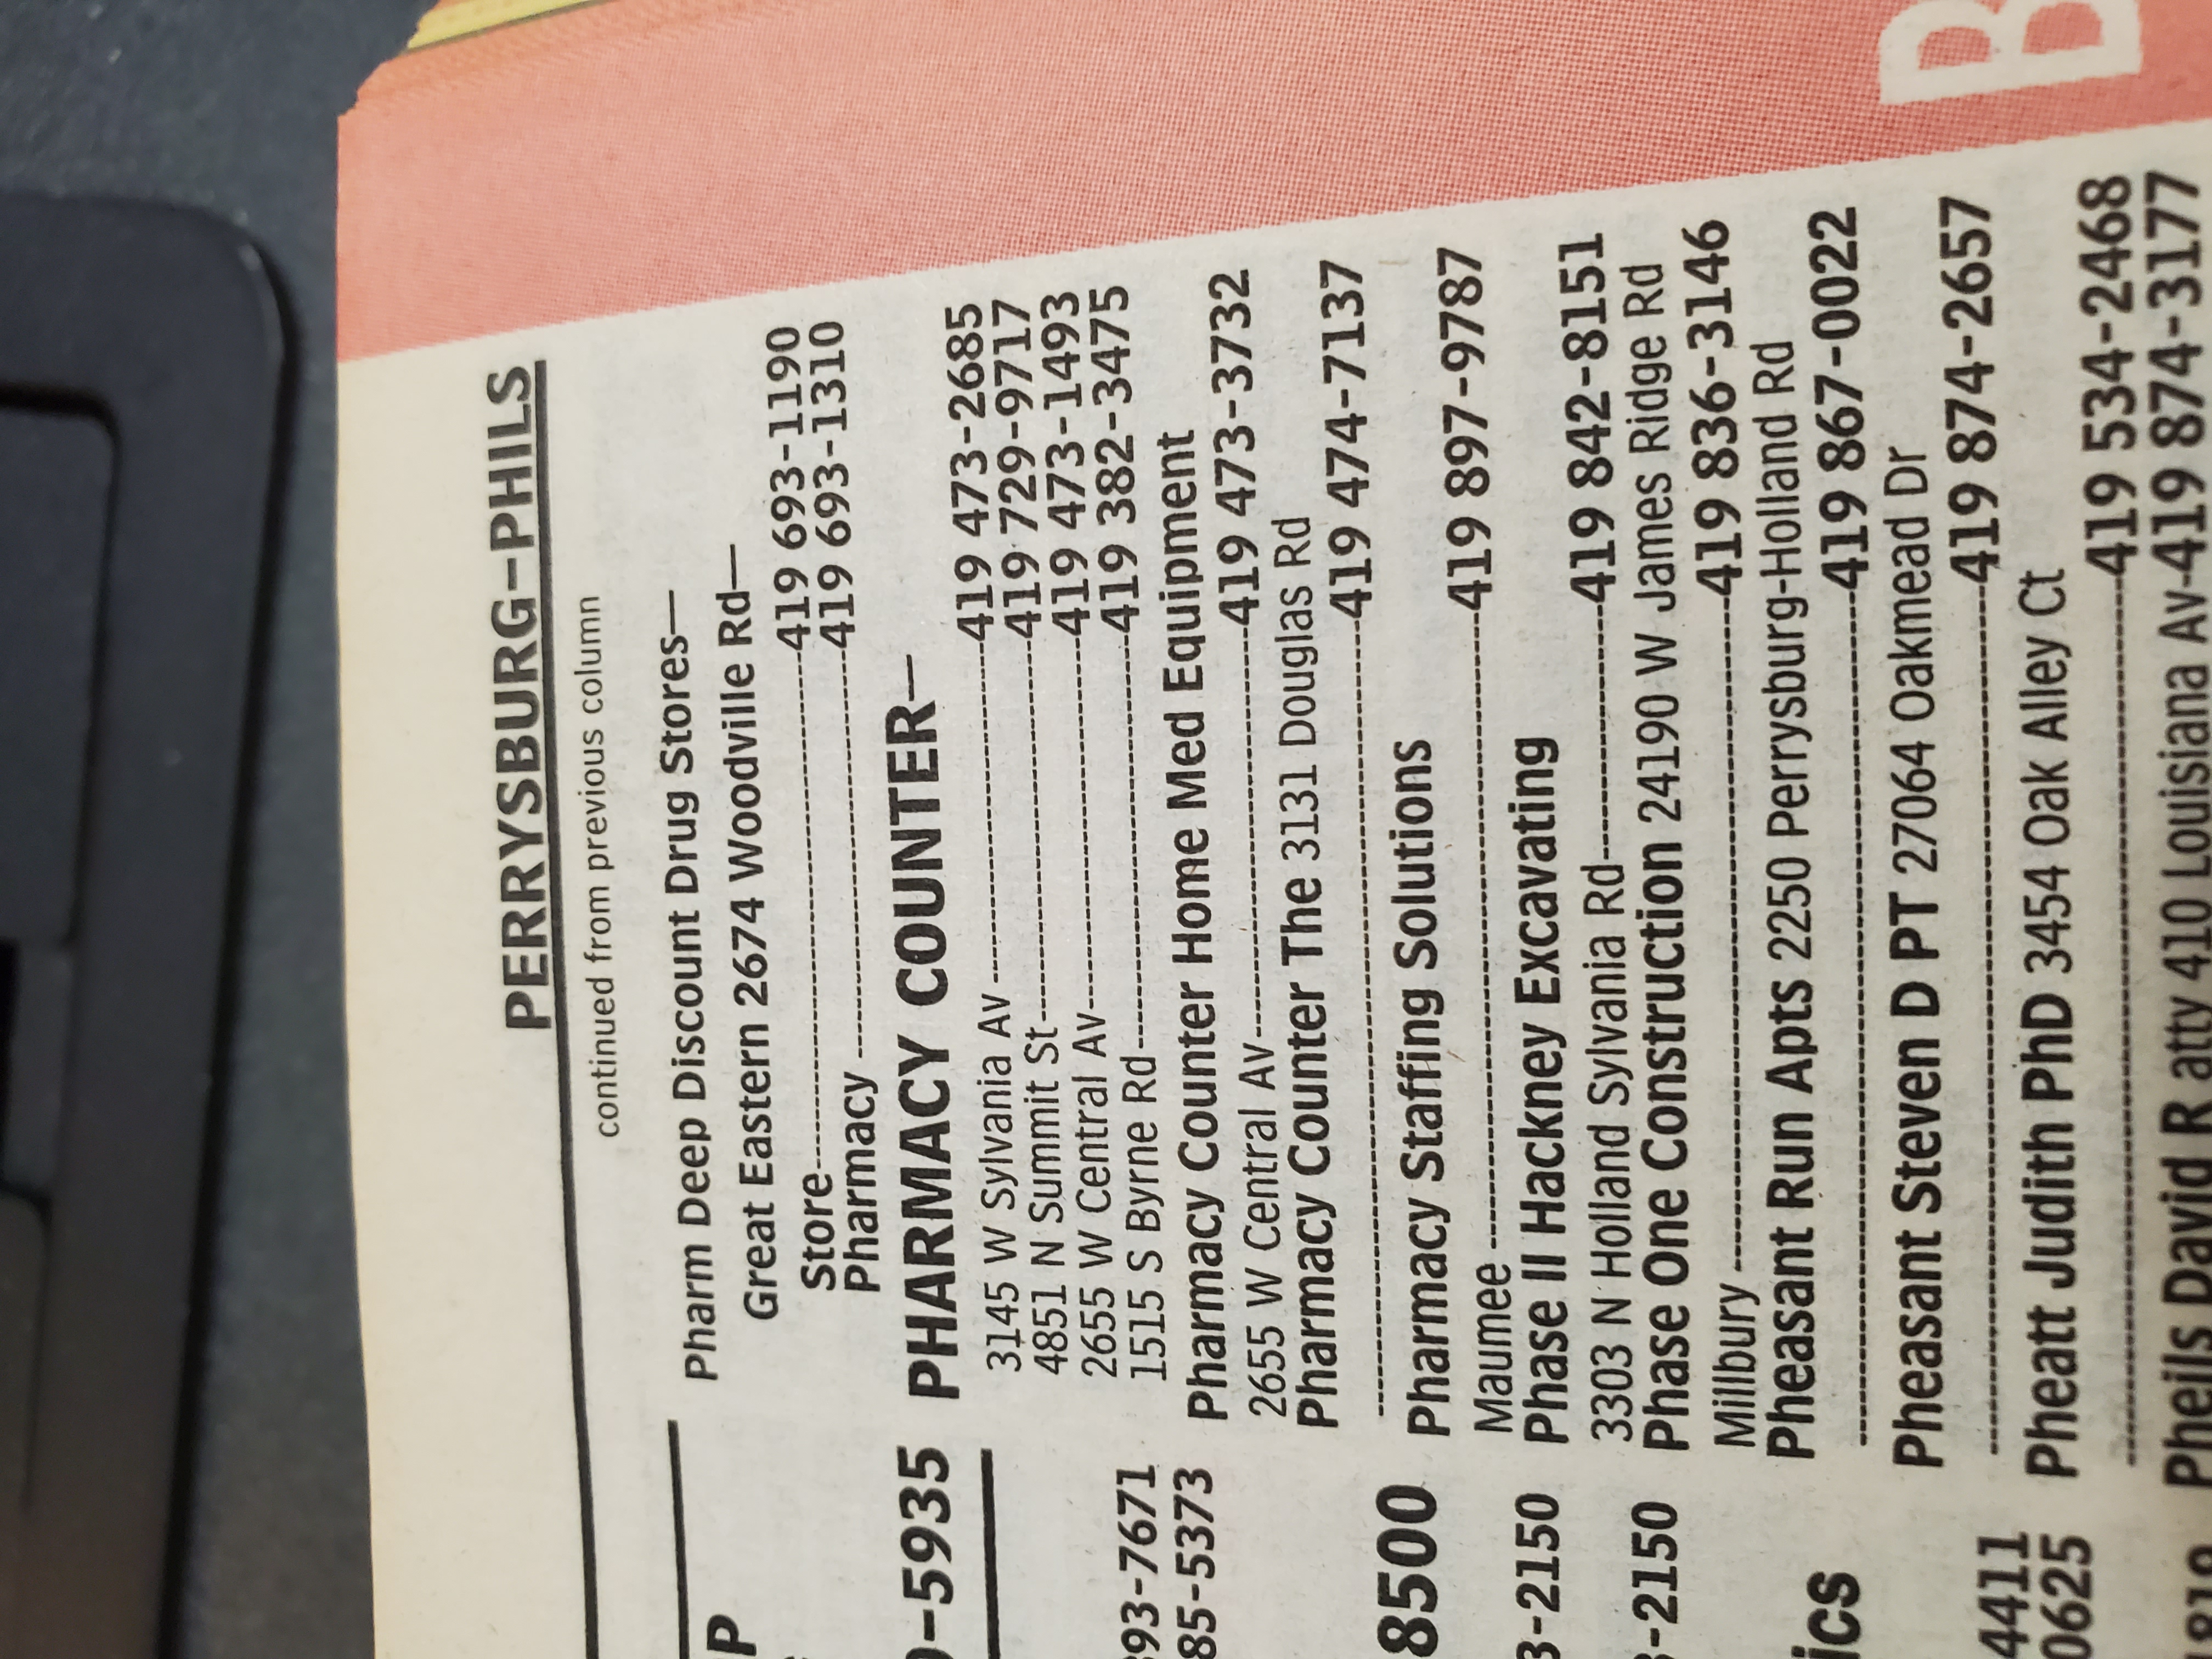 PERRYSBURG–PHILS
continued from previous column
Pharm Deep Discount Drug Stores—
Great Eastern 2674 Woodville Rd—
Store 419 693-1190
Pharmacy 419 693-1310
PHARMACY COUNTER—
3145 W Sylvania Av 419 473-2685
4851 N Summit St 419 729-9717
2655 W Central Av 419 473-1493
1515 S Byrne Rd 419 382-3475
Pharmacy Counter Home Med Equipment
2655 W Central Av 419 473-3732
Pharmacy Counter The 3131 Douglas Rd
419 474-7137
Pharmacy Staffing Solutions
Maumee 419 897-9787
Phase II Hackney Excavating
3303 N Holland Sylvania Rd 419 842-8151
Phase One Construction 24190 W James Ridge Rd
Millbury 419 836-3146
Pheasant Run Apts 2250 Perrysburg-Holland Rd
419 867-0022
Pheasant Steven D PT 27064 Oakmead Dr
419 874-2657
Pheatt Judith PhD 3454 Oak Alley Ct
419 534-2468
Pheils David R atty 410 Louisiana Av-419 874-3177
P
-5935
93-7671
85-5373
8500
3-2150
-2150
ics
4411
0625
B